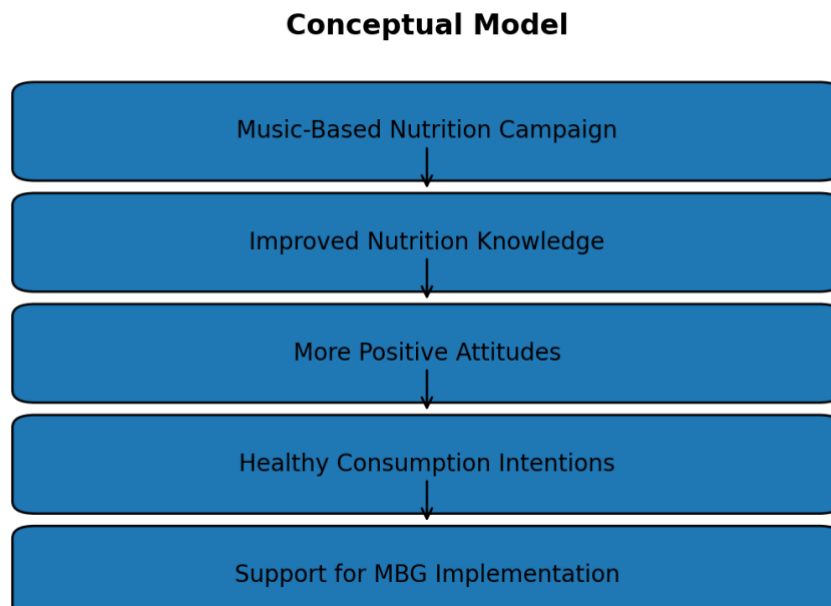 Conceptual Model
Music-Based Nutrition Campaign
Improved Nutrition Knowledge
More Positive Attitudes
Healthy Consumption Intentions
Support for MBG Implementation